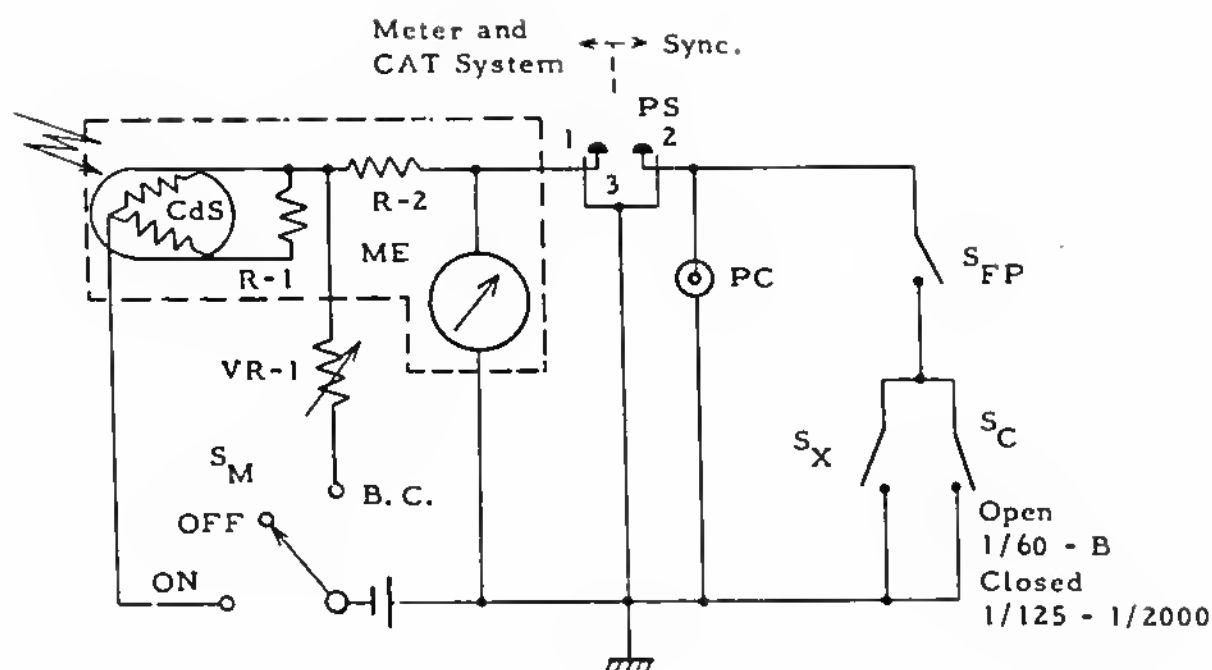 Meter and
CAT System
Sync.
PS
1
2
3
CdS
R-2
R-1
ME
PC
S FP
VR-1
S X
S C
S M
B. C.
OFF
Open
1/60 - B
ON
Closed
1/125 - 1/2000